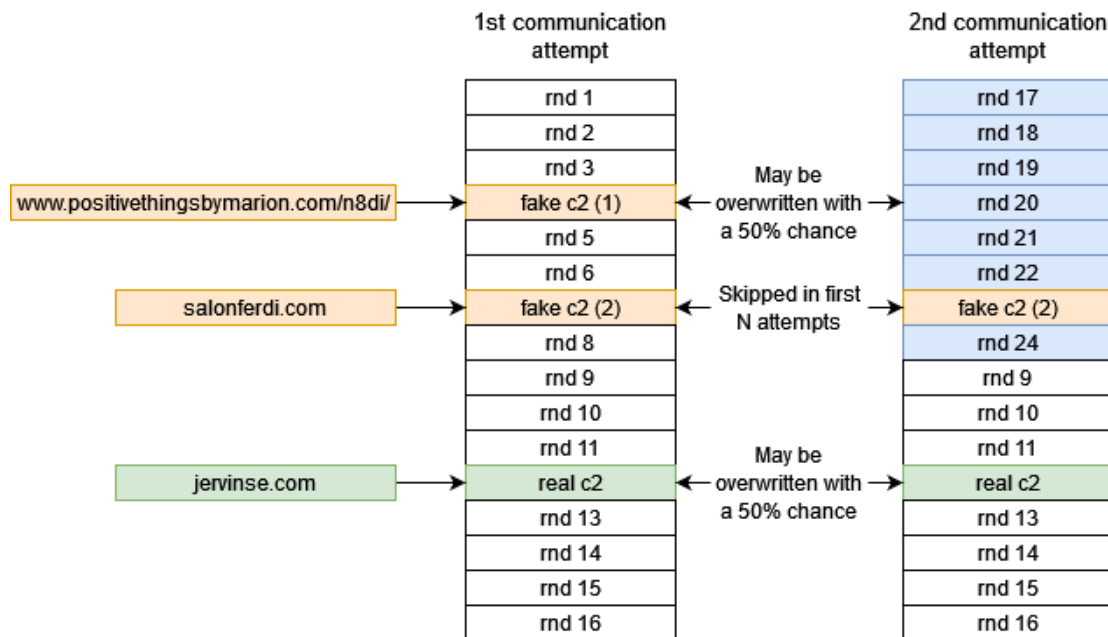 1st communication
attempt
2nd communication
attempt
rnd 1
rnd 2
rnd 3
fake c2 (1)
rnd 5
rnd 6
fake c2 (2)
rnd 8
rnd 9
rnd 10
rnd 11
real c2
rnd 13
rnd 14
rnd 15
rnd 16
www.positivethingsbymarion.com/n8di/
salonferdi.com
jervinse.com
May be
overwritten with
a 50% chance
Skipped in first
N attempts
May be
overwritten with
a 50% chance
rnd 17
rnd 18
rnd 19
rnd 20
rnd 21
rnd 22
fake c2 (2)
rnd 24
rnd 9
rnd 10
rnd 11
real c2
rnd 13
rnd 14
rnd 15
rnd 16